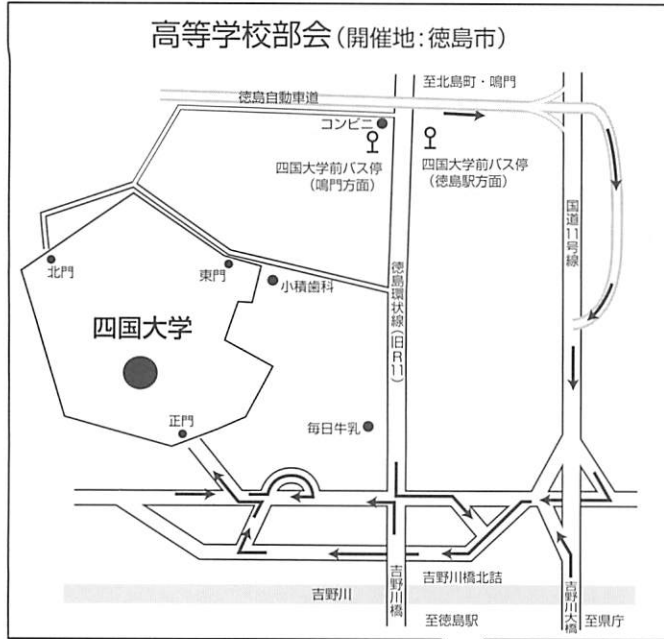 高等学校部会(開催地:徳島市)
至北島町・鳴門
徳島自動車道
コンビニ
四国大学前バス停
(鳴門方面)
四国大学前バス停
(徳島駅方面)
国道11号線
北門
東門
小積歯科
徳島環状線(旧R11)
四国大学
正門
毎日牛乳
吉野川橋北詰
吉野川
吉野川橋
吉野川大橋
至徳島駅
至県庁